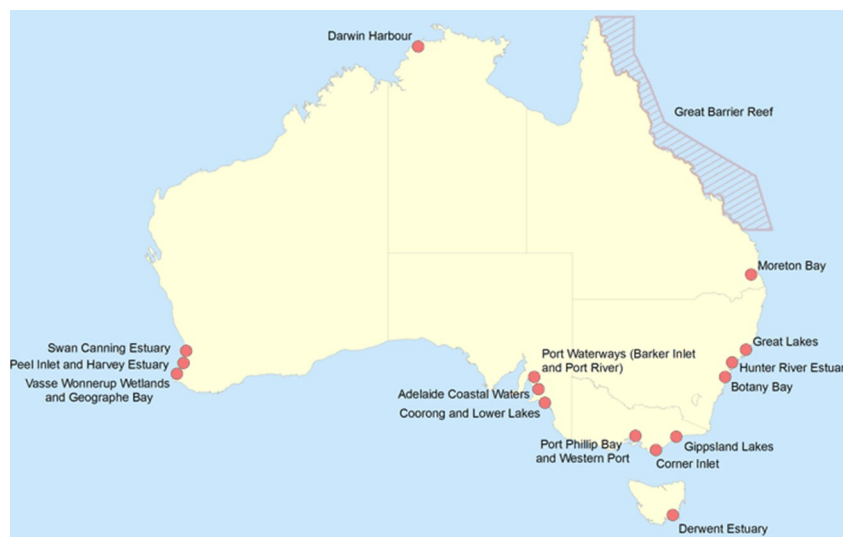 Darwin Harbour
Great Barrier Reef
Moreton Bay
Swan Canning Estuary
Peel Inlet and Harvey Estuary
Vasse Wonnerup Wetlands
and Geographe Bay
Port Waterways (Barker Inlet
and Port River)
Adelaide Coastal Waters
Coorong and Lower Lakes
Great Lakes
Hunter River Estuar
Botany Bay
Port Phillip Bay
and Western Port
Gippsland Lakes
Corner Inlet
Derwent Estuary